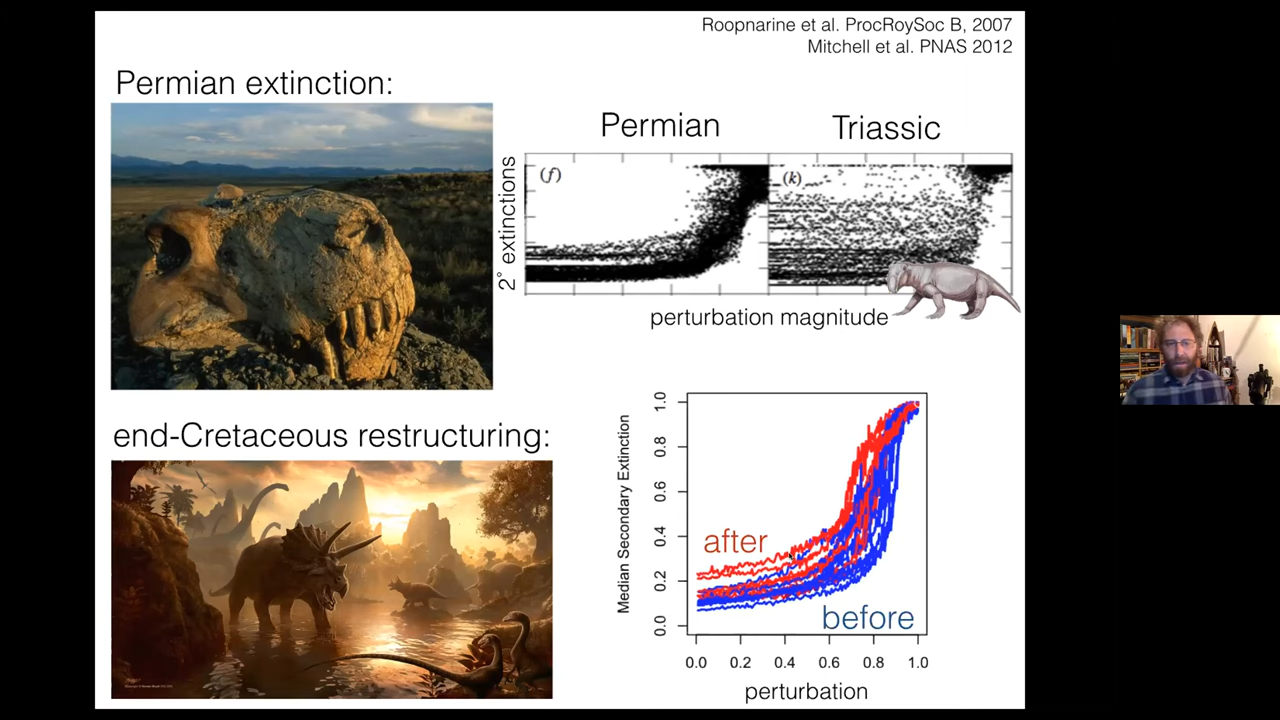 Roopnarine et al. ProcRoySoc B, 2007
Mitchell et al. PNAS 2012
Permian extinction:
Permian
Triassic
(f)
(k)
2° extinctions
perturbation magnitude
end-Cretaceous restructuring:
Median Secondary Extinction
1.0
0.8
0.6
0.4
0.2
0.0
after
before
0.0 0.2 0.4 0.6 0.8 1.0
perturbation